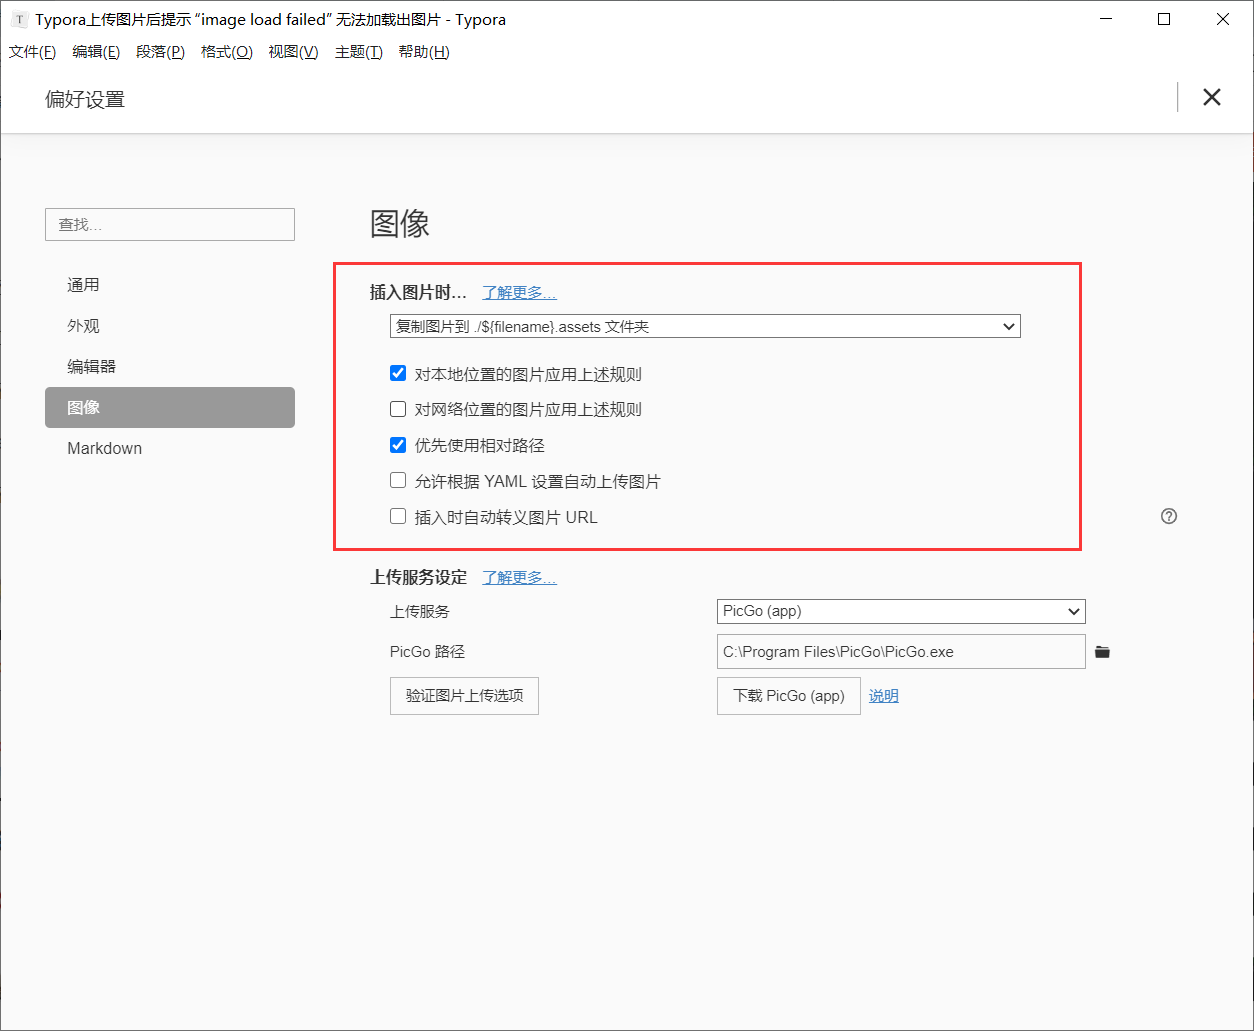 T Typora上传图片后提示 “image load failed” 无法加载出图片 - Typora
文件(F) 编辑(E) 段落(P) 格式(O) 视图(V) 主题(T) 帮助(H)
偏好设置
查找...
通用
外观
编辑器
图像
Markdown
图像
插入图片时... 了解更多...
复制图片到 ./${filename}.assets 文件夹
对本地位置的图片应用上述规则
对网络位置的图片应用上述规则
优先使用相对路径
允许根据 YAML 设置自动上传图片
插入时自动转义图片 URL
上传服务设定 了解更多...
上传服务 PicGo (app)
PicGo 路径 C:\Program Files\PicGo\PicGo.exe
验证图片上传选项 下载 PicGo (app) 说明